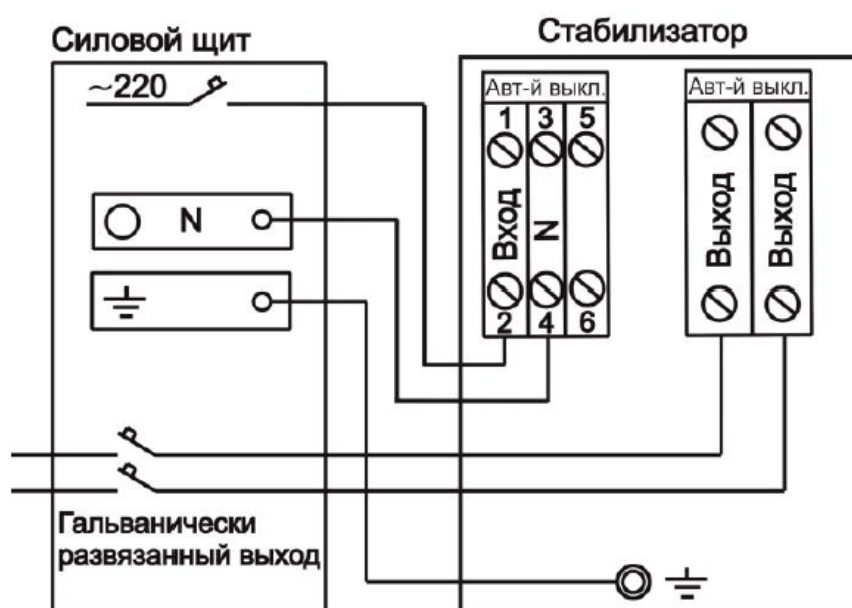 Силовой щит
Стабилизатор
~220
Авт-й выкл.
Авт-й выкл.
1 3 5
Вход
N
2 4 6
Выход
Выход
N
Гальванически
развязанный выход